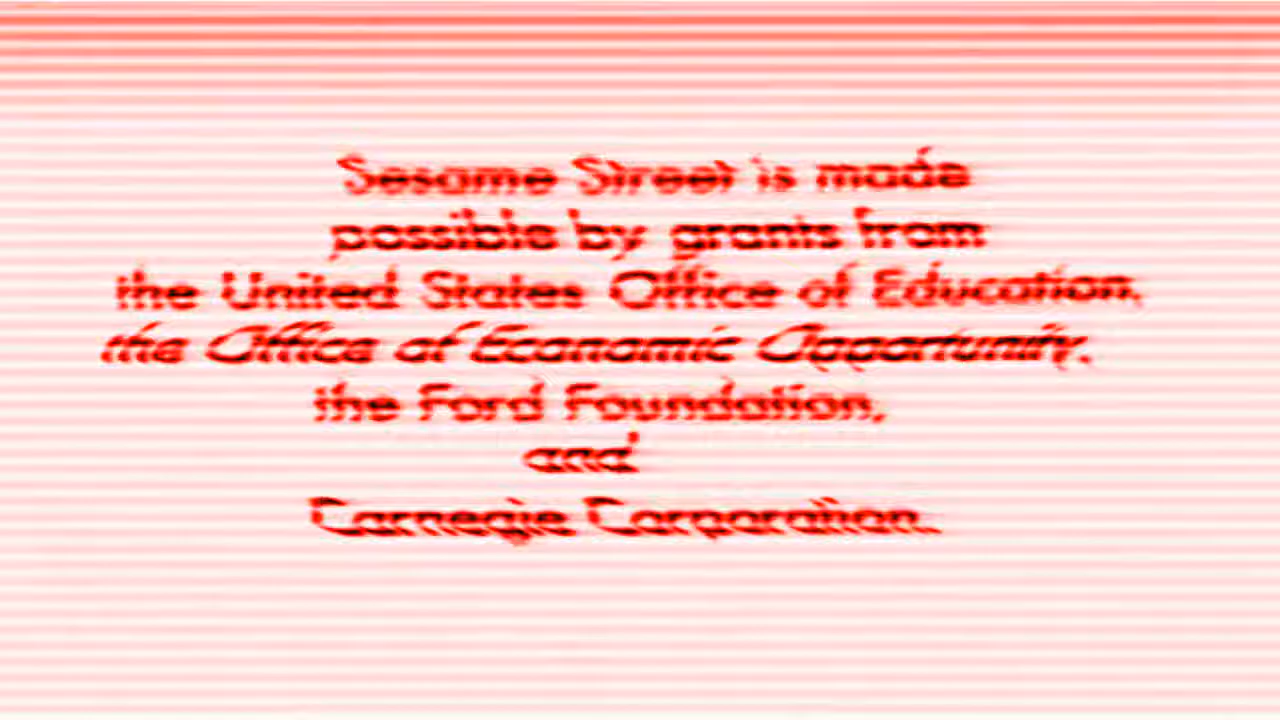 Sesame Street is made
possible by grants from
the United States Office of Education,
the Office of Economic Opportunity,
the Ford Foundation,
and
Carnegie Corporation.